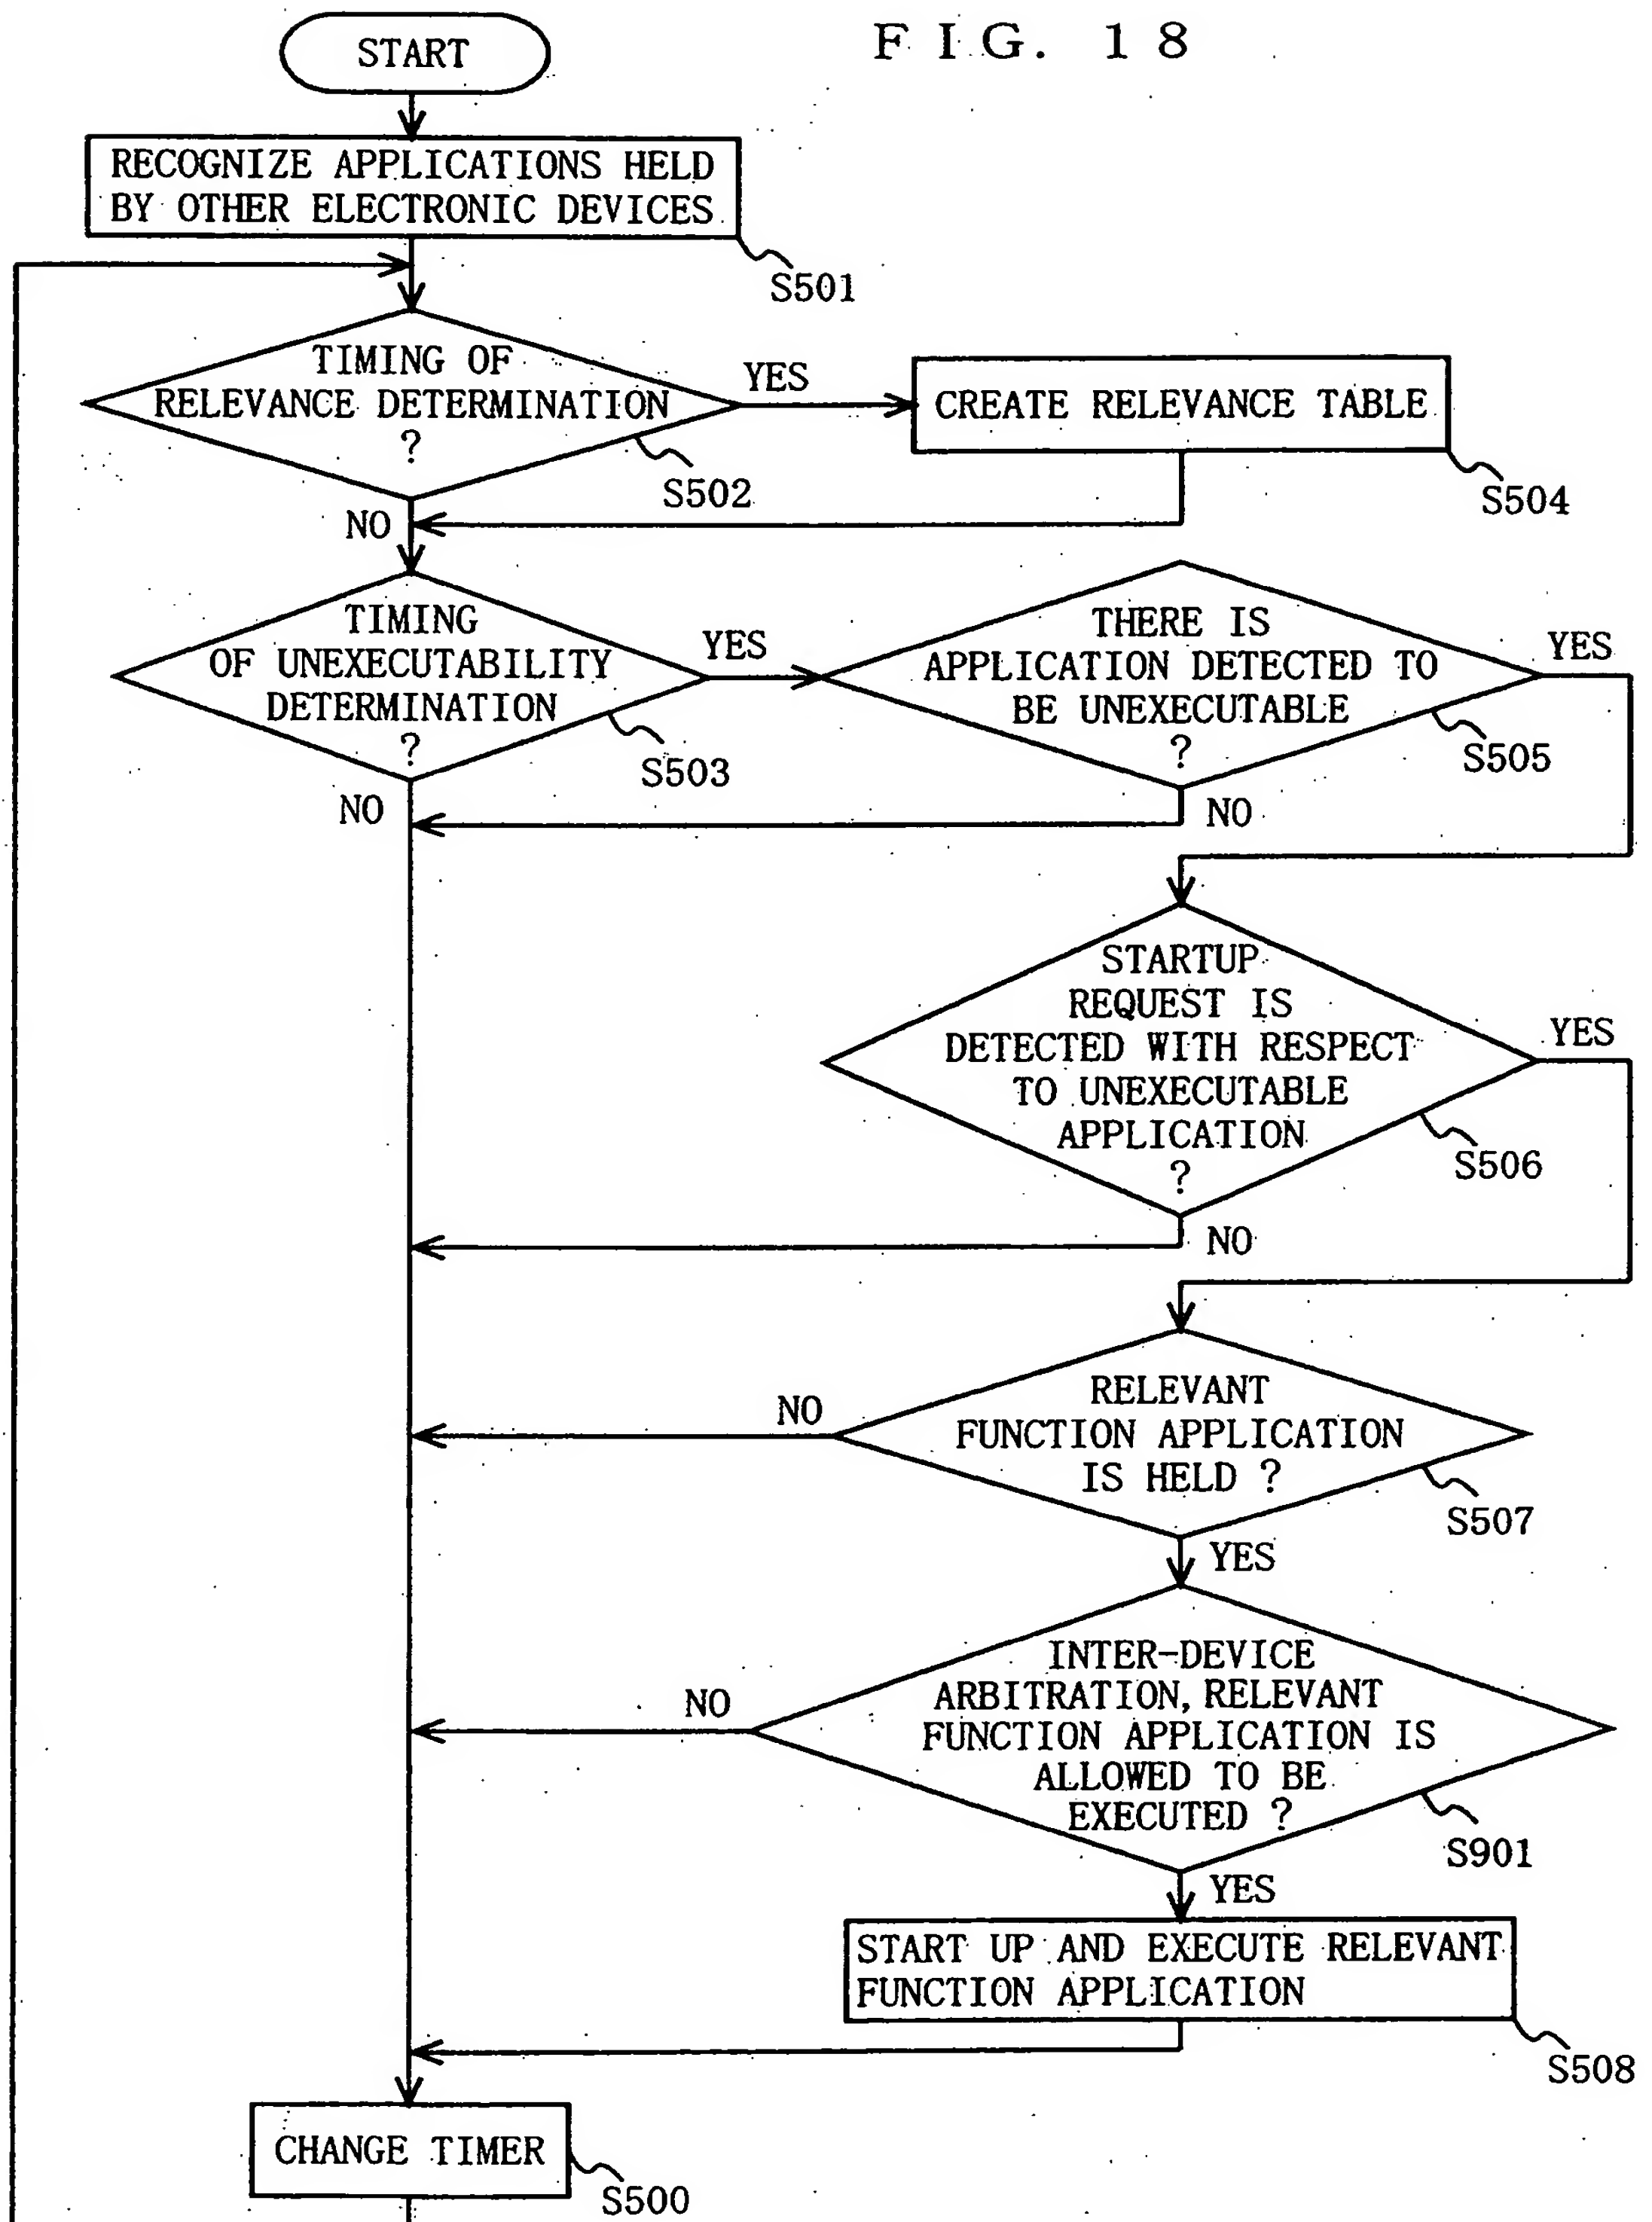 FIG. 18
START
RECOGNIZE APPLICATIONS HELD
BY OTHER ELECTRONIC DEVICES
S501
TIMING OF
RELEVANCE DETERMINATION
?
S502
YES
NO
CREATE RELEVANCE TABLE
S504
TIMING
OF UNEXECUTABILITY
DETERMINATION
?
S503
YES
NO
THERE IS
APPLICATION DETECTED TO
BE UNEXECUTABLE
?
S505
YES
NO
STARTUP
REQUEST IS
DETECTED WITH RESPECT
TO UNEXECUTABLE
APPLICATION
?
S506
YES
NO
RELEVANT
FUNCTION APPLICATION
IS HELD ?
S507
NO
YES
INTER-DEVICE
ARBITRATION, RELEVANT
FUNCTION APPLICATION IS
ALLOWED TO BE
EXECUTED ?
S901
NO
YES
START UP AND EXECUTE RELEVANT
FUNCTION APPLICATION
S508
CHANGE TIMER
S500